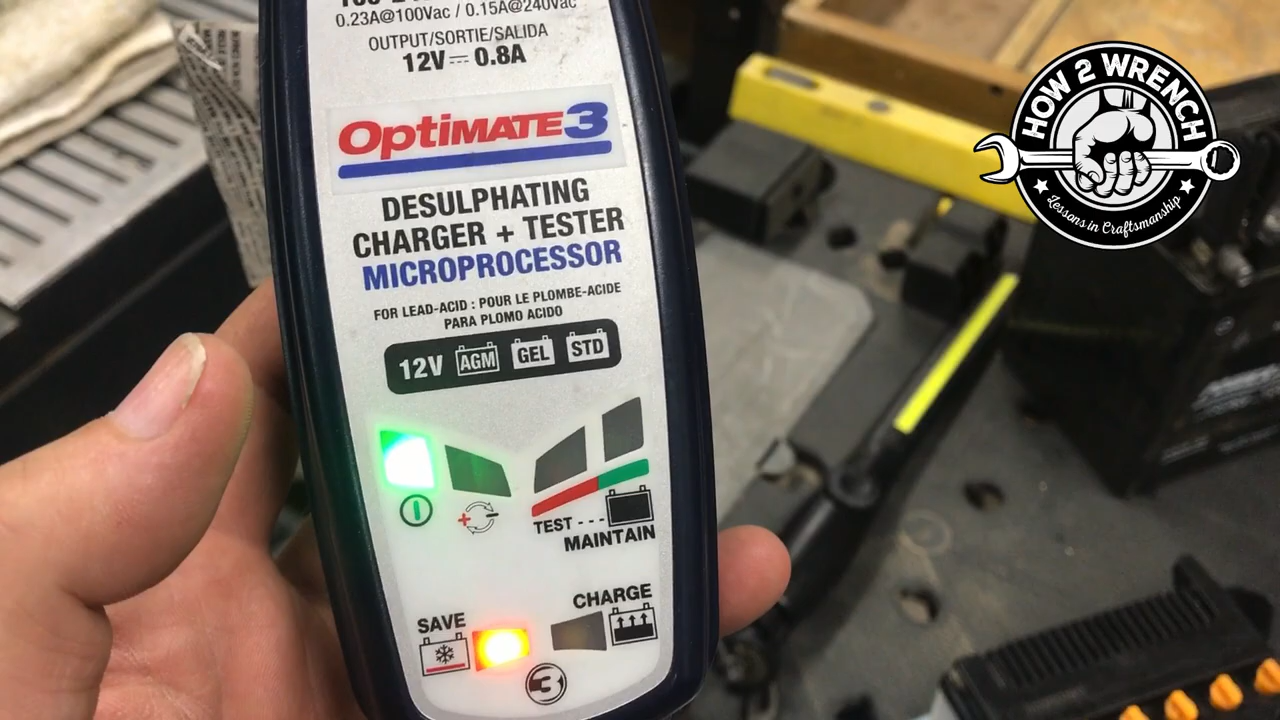 0.23A@100Vac / 0.15A@240Vac
OUTPUT/SORTIE/SALIDA
12V 0.8A
OptiMATE3
DESULPHATING
CHARGER + TESTER
MICROPROCESSOR
FOR LEAD-ACID : POUR LE PLOMBE-ACIDE
PARA PLOMO ACIDO
12V AGM GEL STD
TEST ----
MAINTAIN
CHARGE
SAVE
3
HOW 2 WRENCH
Lessons in Craftsmanship